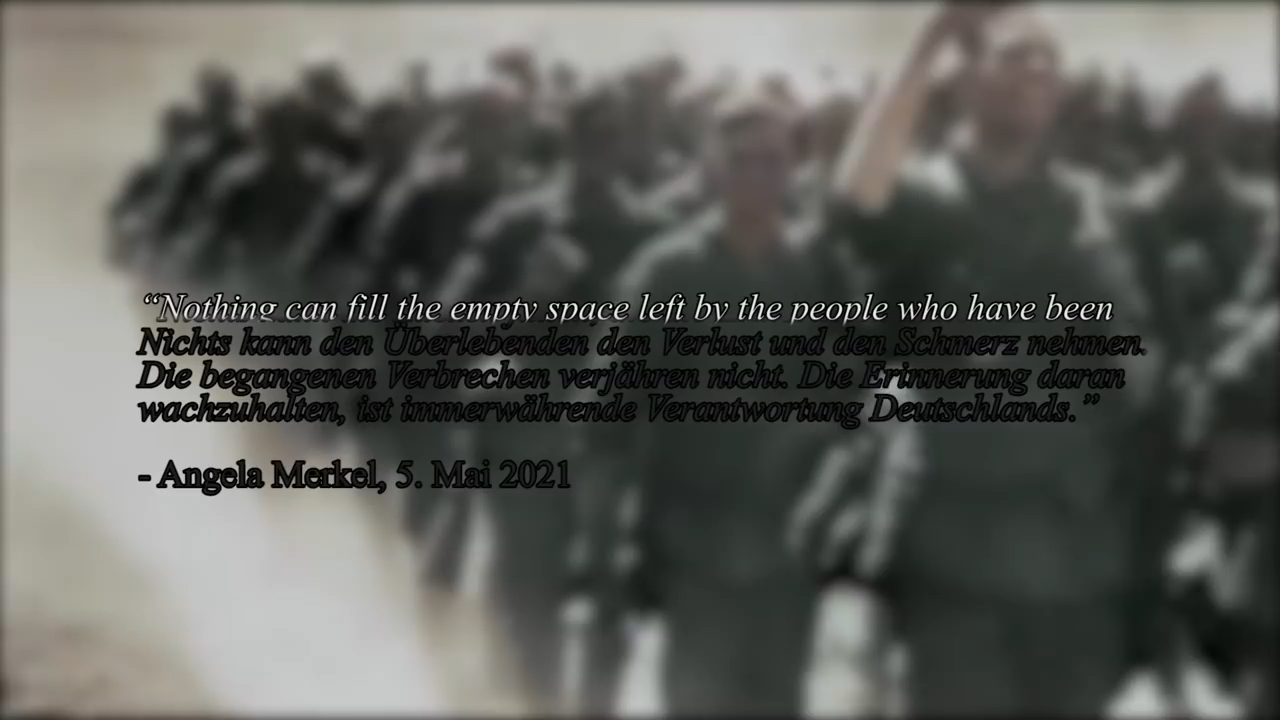 “Nothing can fill the empty space left by the people who have been
Nichts kann den Überlebenden den Verlust und den Schmerz nehmen.
Die begangenen Verbrechen verjähren nicht. Die Erinnerung daran
wachzuhalten, ist immerwährende Verantwortung Deutschlands.”
- Angela Merkel, 5. Mai 2021